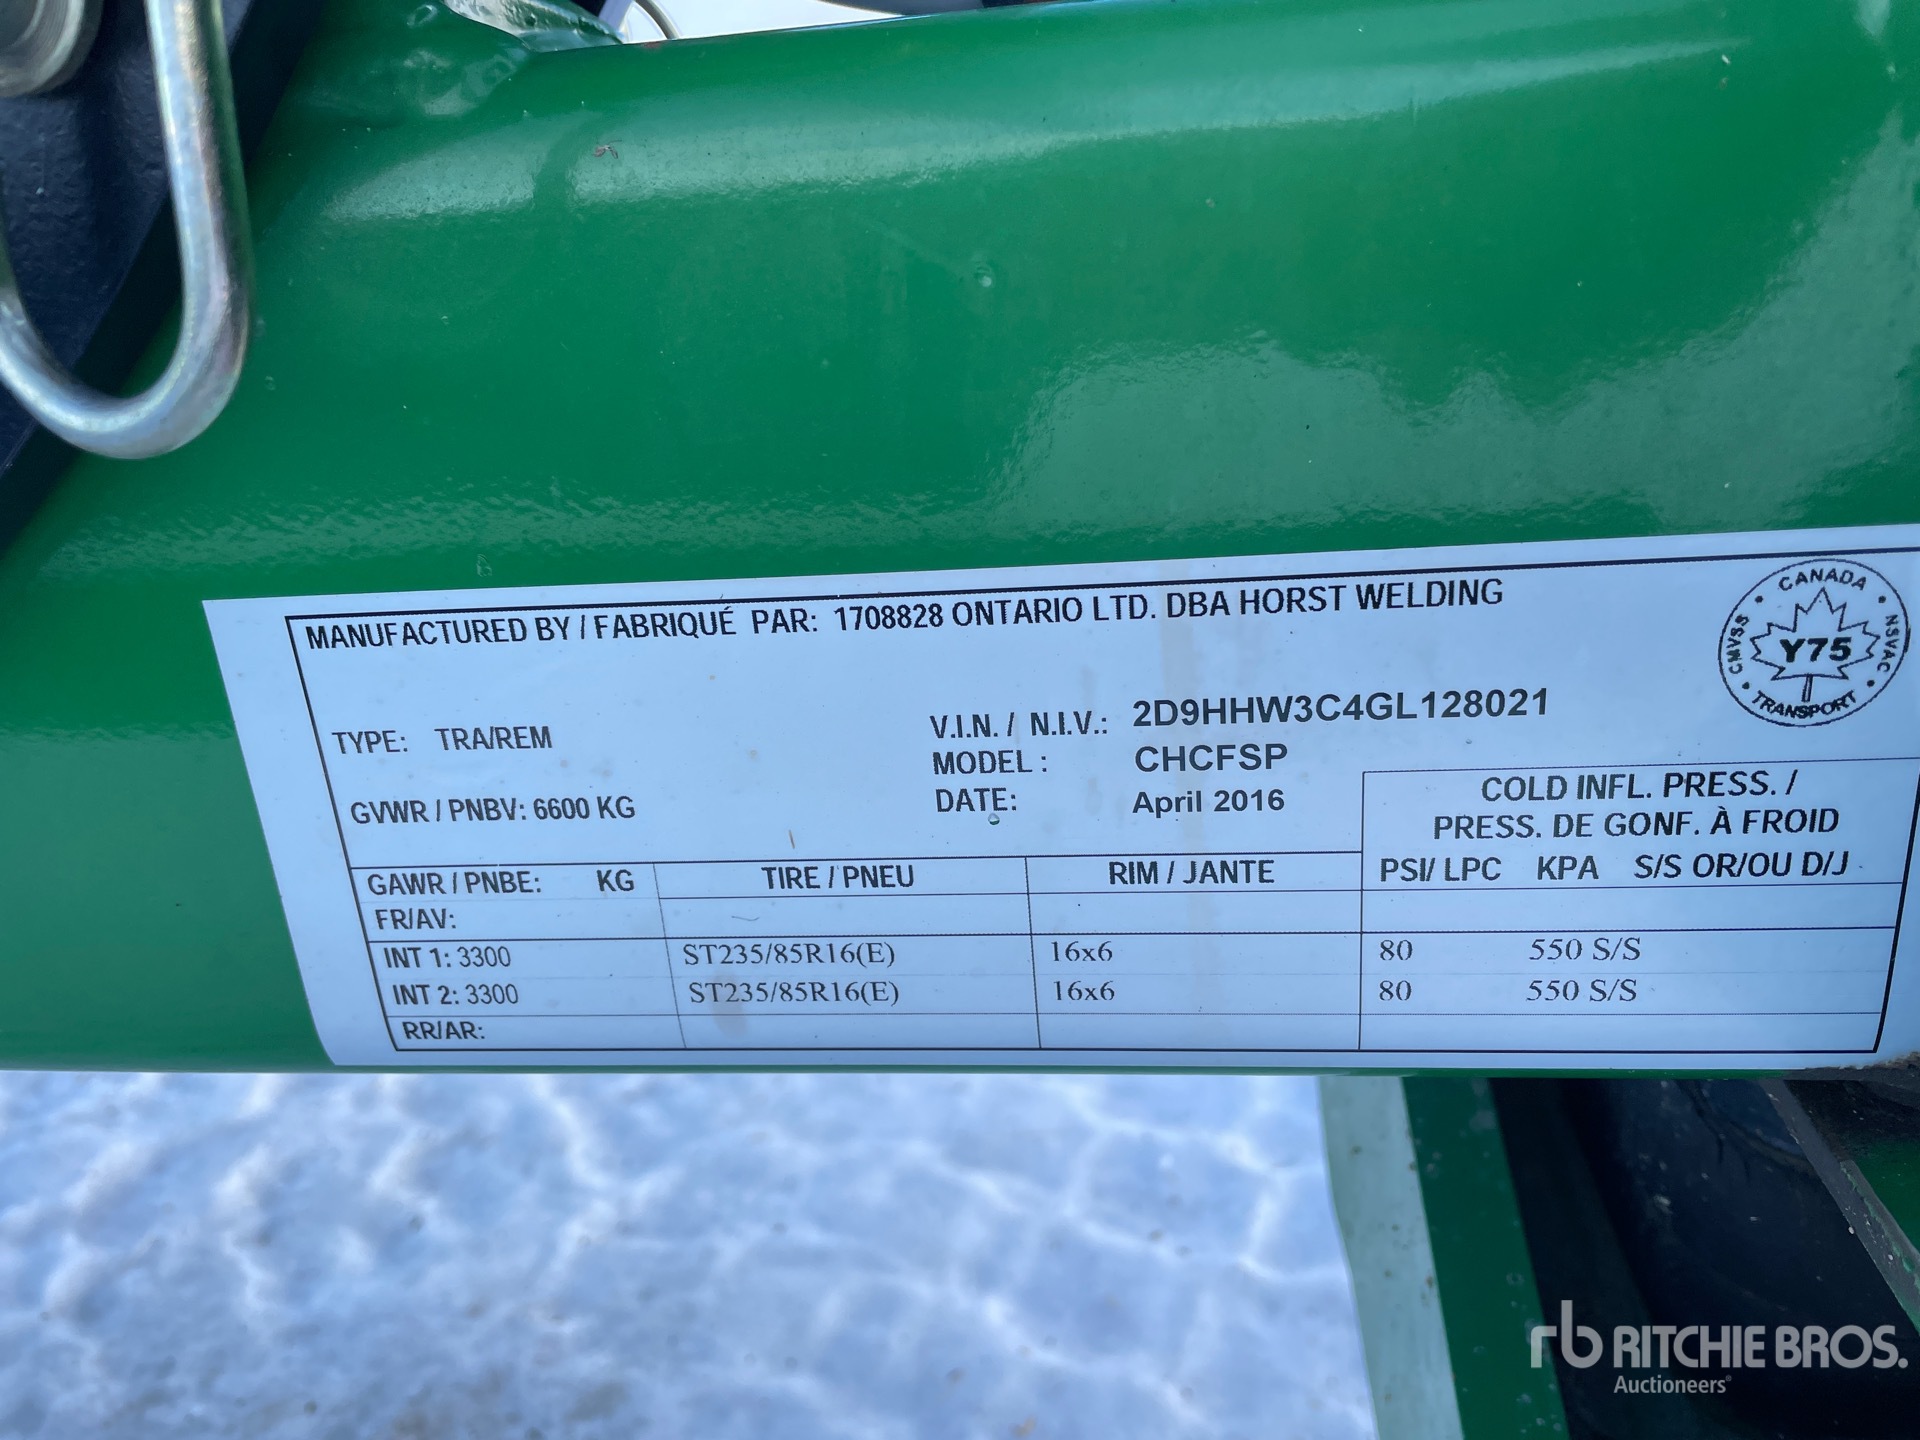 MANUFACTURED BY / FABRIQUÉ PAR: 1708828 ONTARIO LTD. DBA HORST WELDING
CANADA
CMVSS
NSVAC
Y75
TRANSPORT
TYPE: TRA/REM
V.I.N. / N.I.V.: 2D9HHW3C4GL128021
MODEL : CHCFSP
GVWR / PNBV: 6600 KG
DATE: April 2016
COLD INFL. PRESS. /
PRESS. DE GONF. À FROID
GAWR / PNBE: KG TIRE / PNEU RIM / JANTE PSI/ LPC KPA S/S OR/OU D/J
FR/AV:
INT 1: 3300 ST235/85R16(E) 16x6 80 550 S/S
INT 2: 3300 ST235/85R16(E) 16x6 80 550 S/S
RR/AR:
rb RITCHIE BROS.
Auctioneers